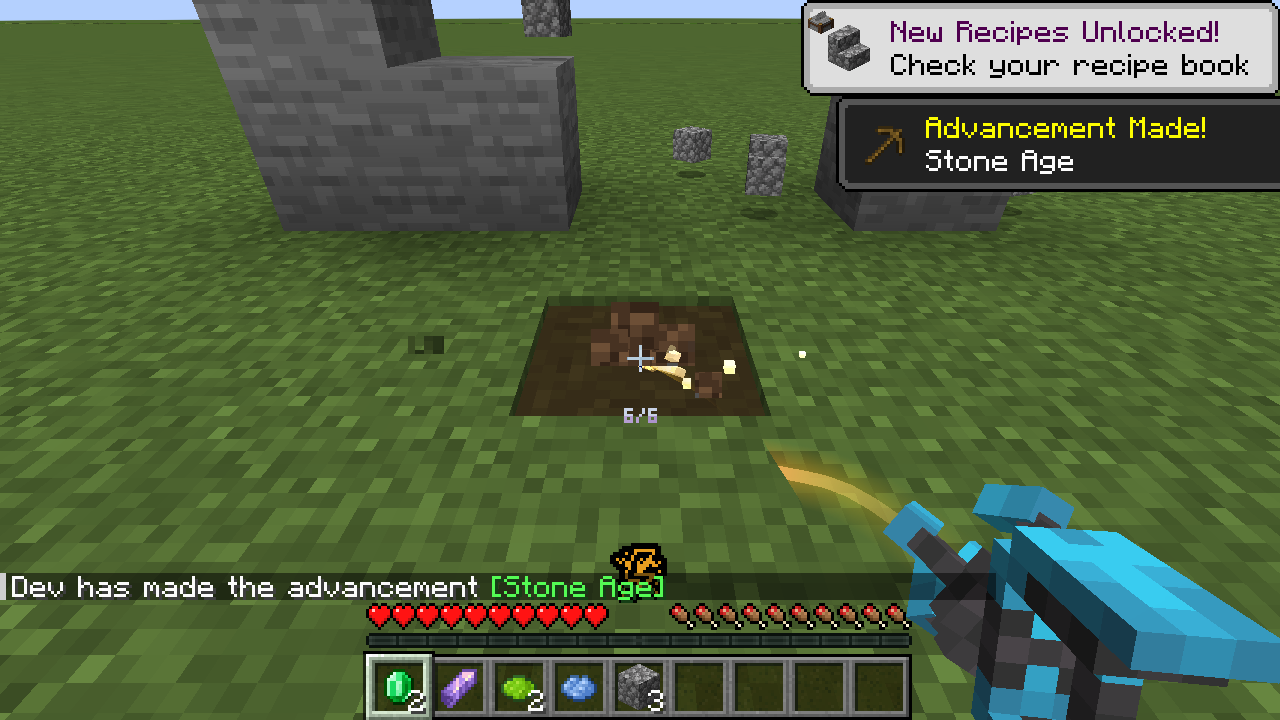 New Recipes Unlocked!
Check your recipe book
Advancement Made!
Stone Age
6/6
Dev has made the advancement [Stone Age]
2
2
3